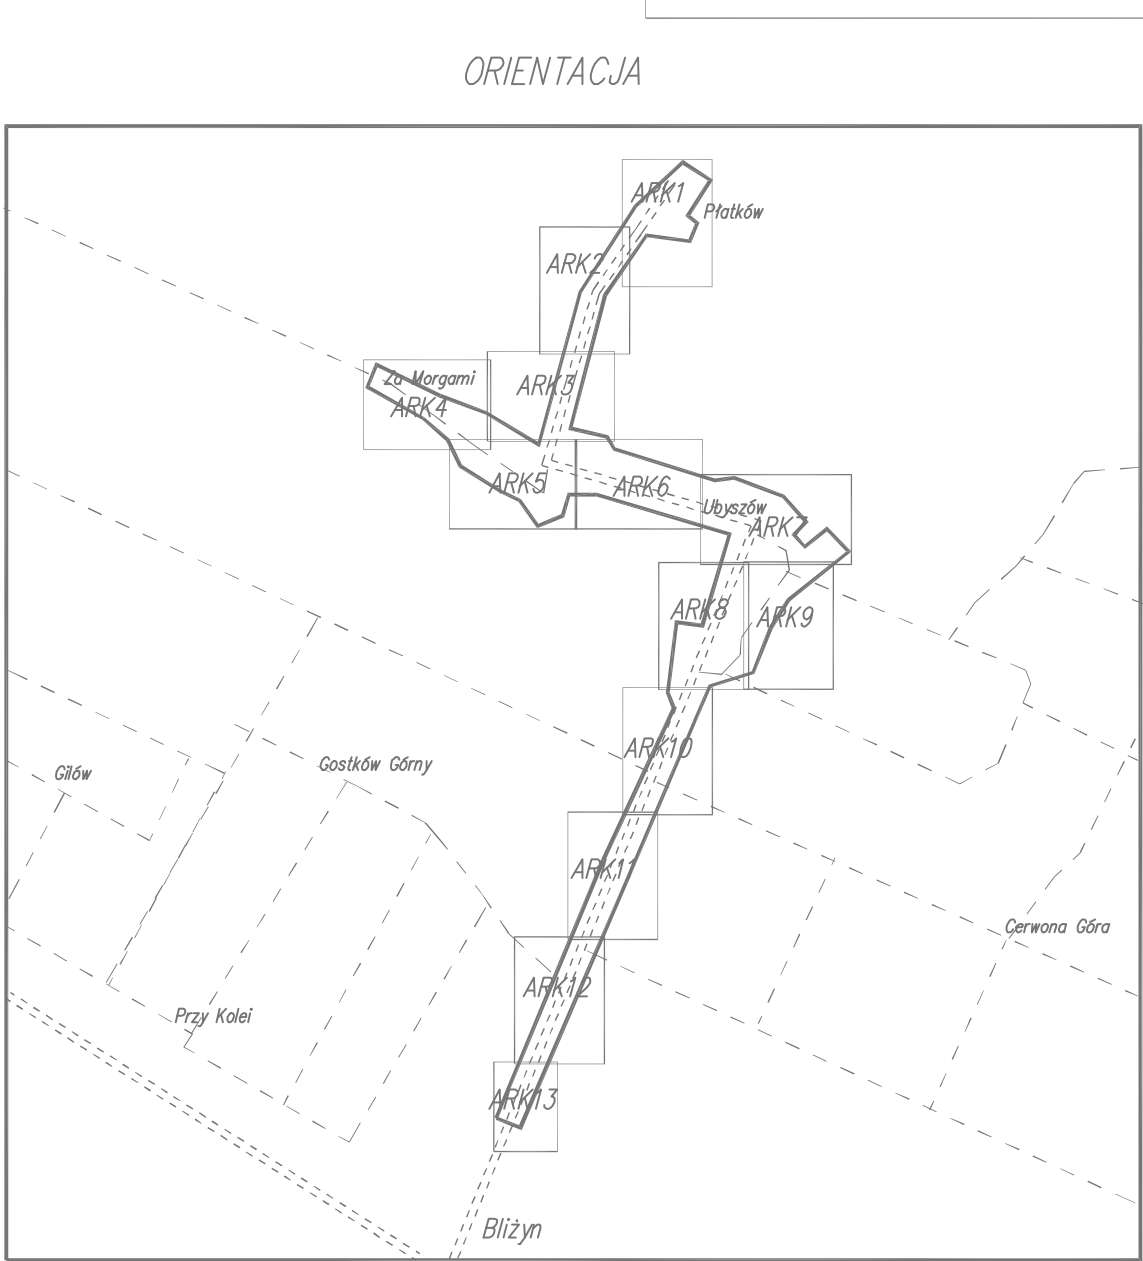 ORIENTACJA
ARK1
Płatków
ARK2
Za Morgami
ARK3
ARK4
ARK5
ARK6
Ubyszów
ARK7
ARK8
ARK9
ARK10
Gostków Górny
Gilów
ARK11
Cerwona Góra
ARK12
Przy Kolei
ARK13
Bliżyn